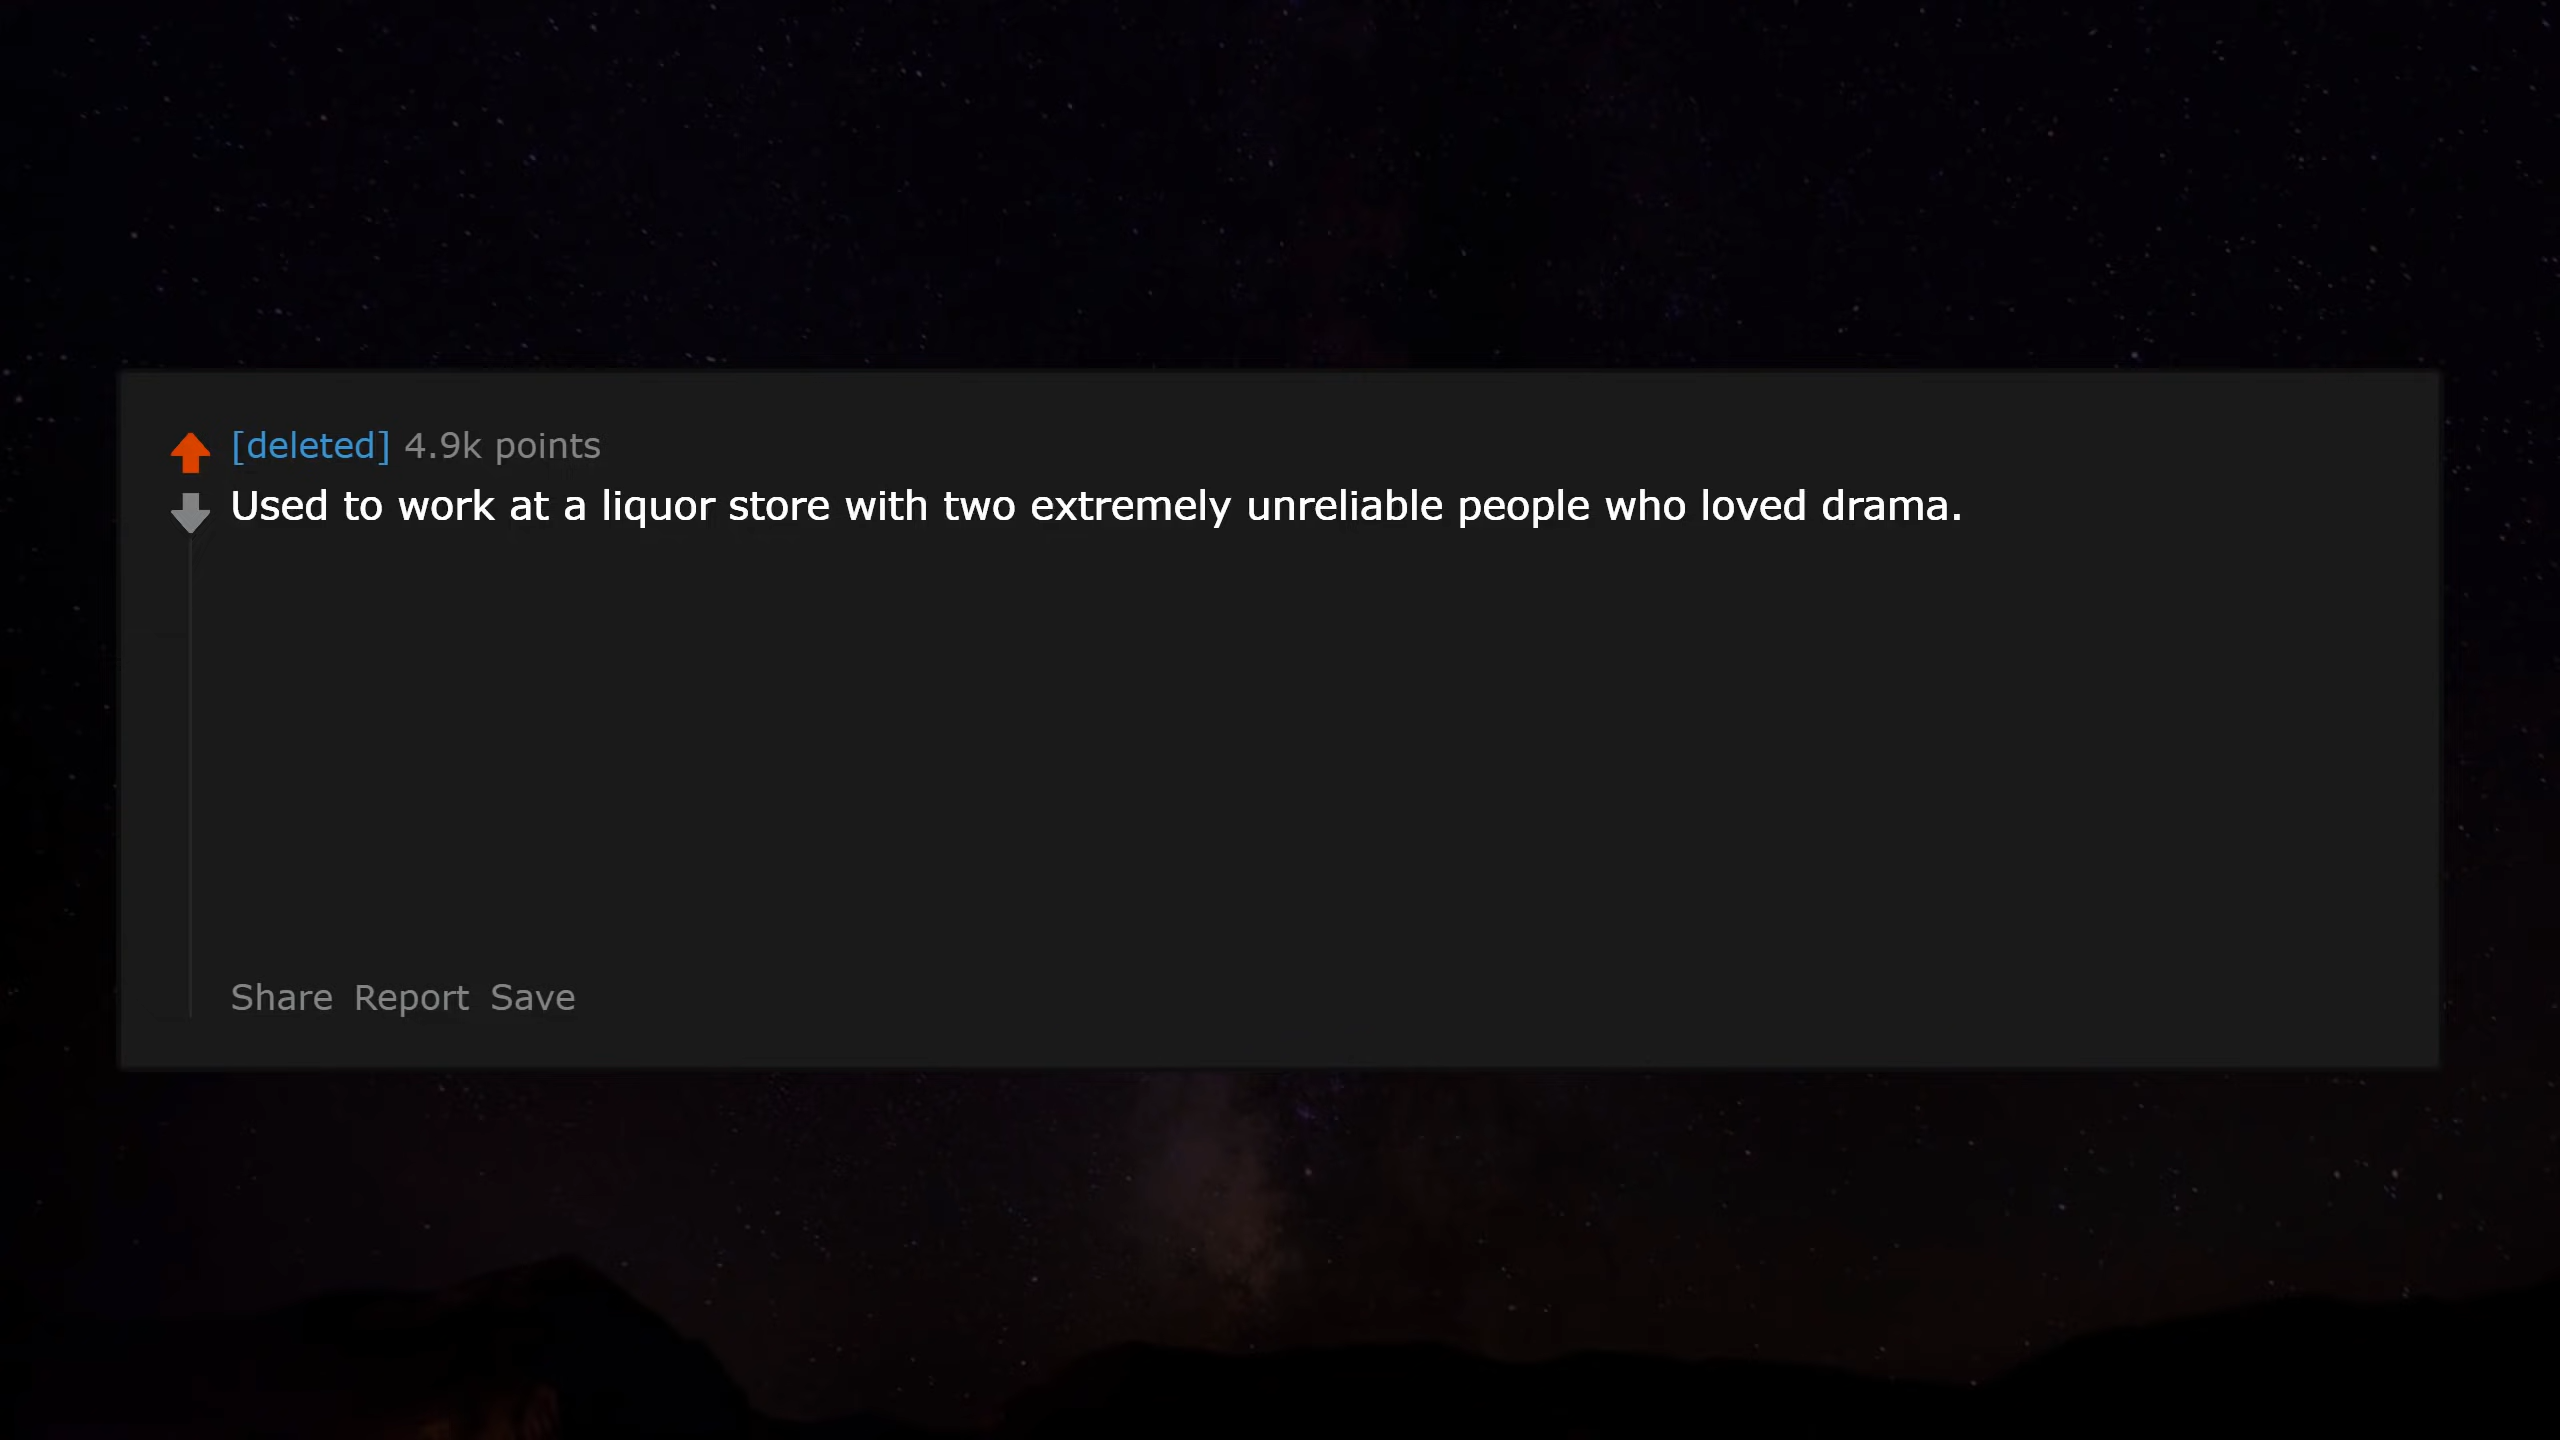 [deleted] 4.9k points
Used to work at a liquor store with two extremely unreliable people who loved drama.
Share Report Save